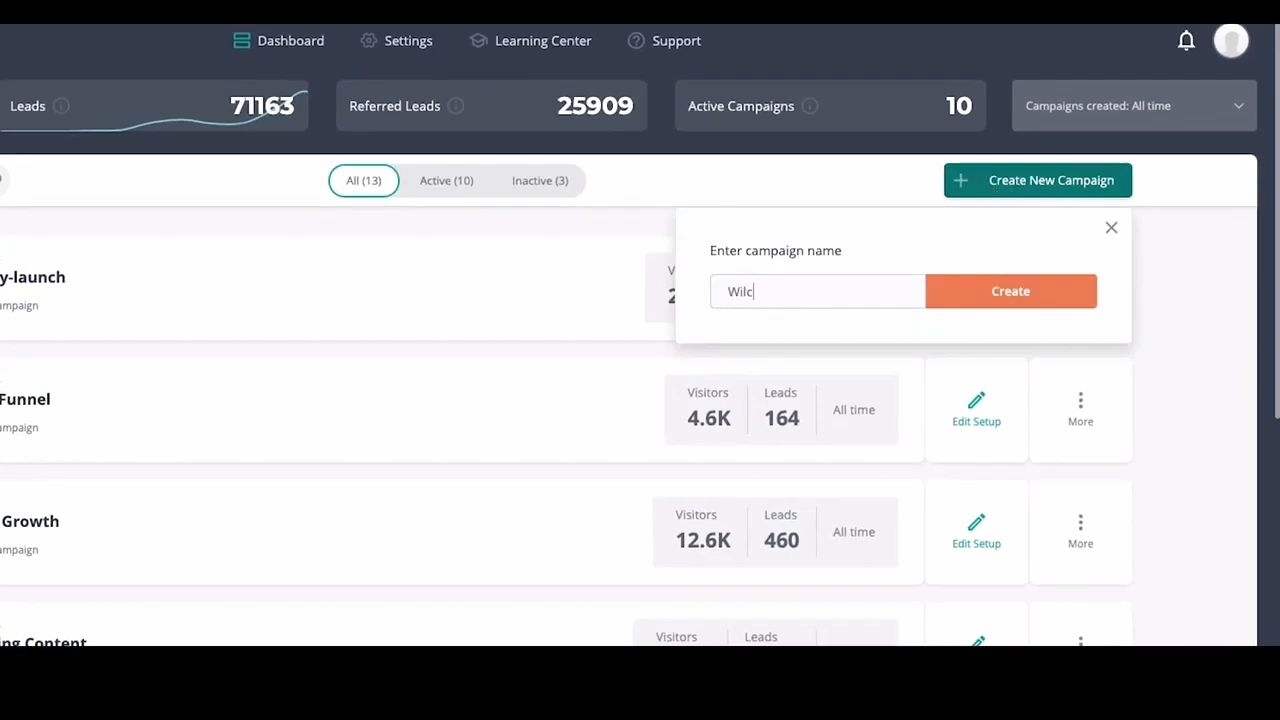 Dashboard
Settings
Learning Center
Support
Leads
71163
Referred Leads
25909
Active Campaigns
10
Campaigns created: All time
All (13)
Active (10)
Inactive (3)
Create New Campaign
Enter campaign name
Wilc
Create
y-launch
ampaign
V
2
Funnel
ampaign
Visitors
4.6K
Leads
164
All time
Edit Setup
More
Growth
ampaign
Visitors
12.6K
Leads
460
All time
Edit Setup
More
ing Content
Visitors
Leads